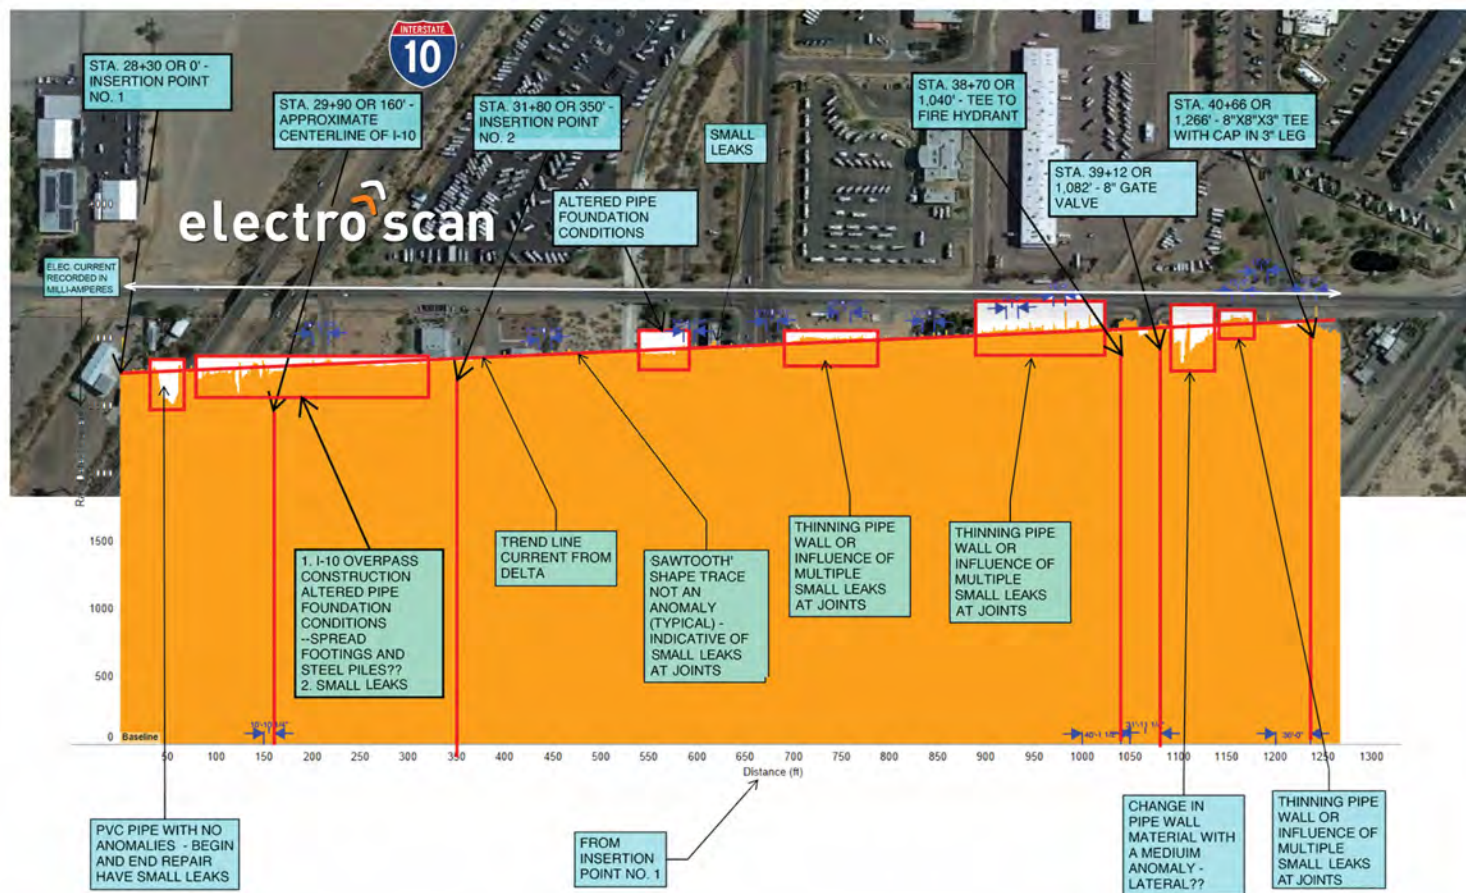 INTERSTATE
10
STA. 28+30 OR 0' -
INSERTION POINT
NO. 1
STA. 29+90 OR 160' -
APPROXIMATE
CENTERLINE OF I-10
STA. 31+80 OR 350' -
INSERTION POINT
NO. 2
SMALL
LEAKS
STA. 38+70 OR
1,040' - TEE TO
FIRE HYDRANT
STA. 40+66 OR
1,266' - 8"X8"X3" TEE
WITH CAP IN 3" LEG
STA. 39+12 OR
1,082' - 8" GATE
VALVE
ALTERED PIPE
FOUNDATION
CONDITIONS
electro scan
ELEC. CURRENT
RECORDED IN
MILLI-AMPERES
1500
1000
500
0
Baseline
1. I-10 OVERPASS
CONSTRUCTION
ALTERED PIPE
FOUNDATION
CONDITIONS
--SPREAD
FOOTINGS AND
STEEL PILES??
2. SMALL LEAKS
TREND LINE
CURRENT FROM
DELTA
SAWTOOTH'
SHAPE TRACE
NOT AN
ANOMALY
(TYPICAL) -
INDICATIVE OF
SMALL LEAKS
AT JOINTS
THINNING PIPE
WALL OR
INFLUENCE OF
MULTIPLE
SMALL LEAKS
AT JOINTS
THINNING PIPE
WALL OR
INFLUENCE OF
MULTIPLE
SMALL LEAKS
AT JOINTS
50 100 150 200 250 300 350 400 450 500 550 600 650 700 750 800 850 900 950 1000 1050 1100 1150 1200 1250 1300
Distance (ft)
PVC PIPE WITH NO
ANOMALIES - BEGIN
AND END REPAIR
HAVE SMALL LEAKS
FROM
INSERTION
POINT NO. 1
CHANGE IN
PIPE WALL
MATERIAL WITH
A MEDIUM
ANOMALY -
LATERAL??
THINNING PIPE
WALL OR
INFLUENCE OF
MULTIPLE
SMALL LEAKS
AT JOINTS